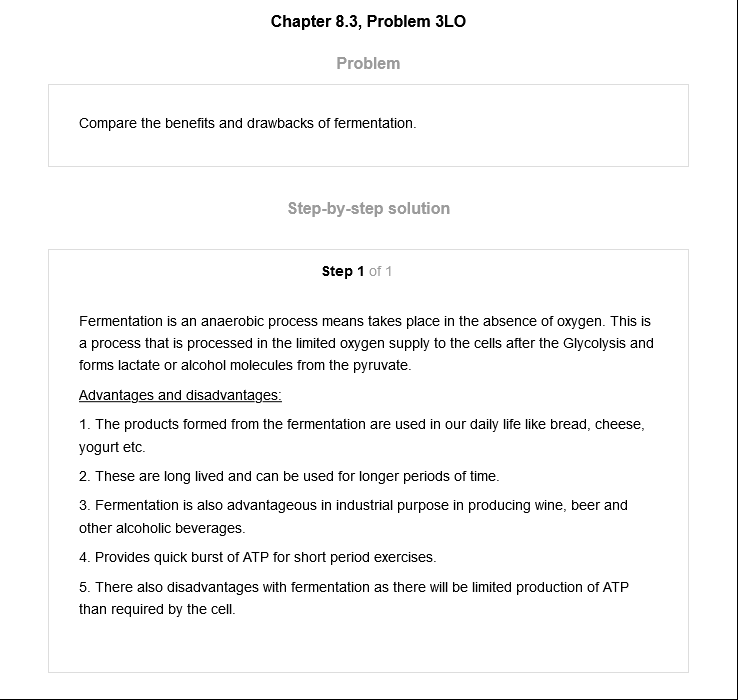 Chapter 8.3, Problem 3LO
Problem
Compare the benefits and drawbacks of fermentation.
Step-by-step solution
Step 1 of 1
Fermentation is an anaerobic process means takes place in the absence of oxygen. This is
a process that is processed in the limited oxygen supply to the cells after the Glycolysis and
forms lactate or alcohol molecules from the pyruvate.
Advantages and disadvantages:
1. The products formed from the fermentation are used in our daily life like bread, cheese,
yogurt etc.
2. These are long lived and can be used for longer periods of time.
3. Fermentation is also advantageous in industrial purpose in producing wine, beer and
other alcoholic beverages.
4. Provides quick burst of ATP for short period exercises.
5. There also disadvantages with fermentation as there will be limited production of ATP
than required by the cell.